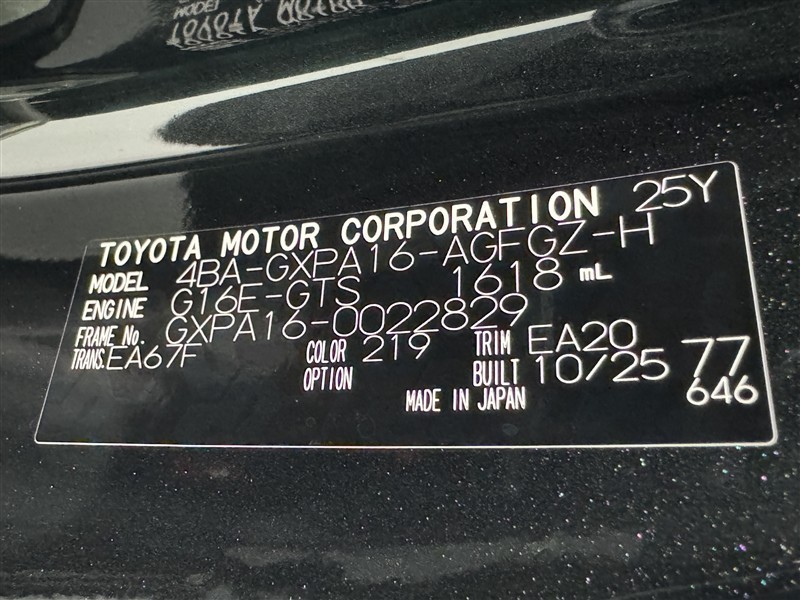 TOYOTA MOTOR CORPORATION 25Y
MODEL 4BA-GXPA16-AGFGZ-H
ENGINE G16E-GTS 1618 mL
FRAME No. GXPA16-0022829
TRANS. EA67F COLOR 219 TRIM EA20 77
OPTION BUILT 10/25 646
MADE IN JAPAN